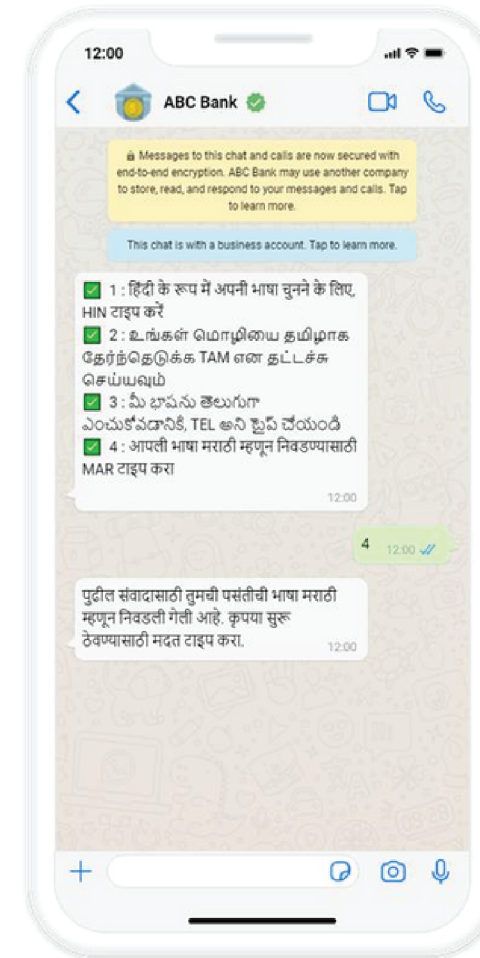 12:00
ABC Bank
Messages to this chat and calls are now secured with
end-to-end encryption. ABC Bank may use another company
to store, read, and respond to your messages and calls. Tap
to learn more.
This chat is with a business account. Tap to learn more.
1 : हिंदी के रूप में अपनी भाषा चुनने के लिए,
HIN टाइप करें
2 : உங்கள் மொழியை தமிழாக
தேர்ந்தெடுக்க TAM என தட்டச்சு
செய்யவும்
3 : మీ భాషను తెలుగుగా
ఎంచుకోవడానికి, TEL అని టైప్ చేయండి
4 : आपली भाषा मराठी म्हणून निवडण्यासाठी
MAR टाइप करा
12:00
4 12:00
पुढील संवादासाठी तुमची पसंतीची भाषा मराठी
म्हणून निवडली गेली आहे. कृपया सुरू
ठेवण्यासाठी मदत टाइप करा.
12:00